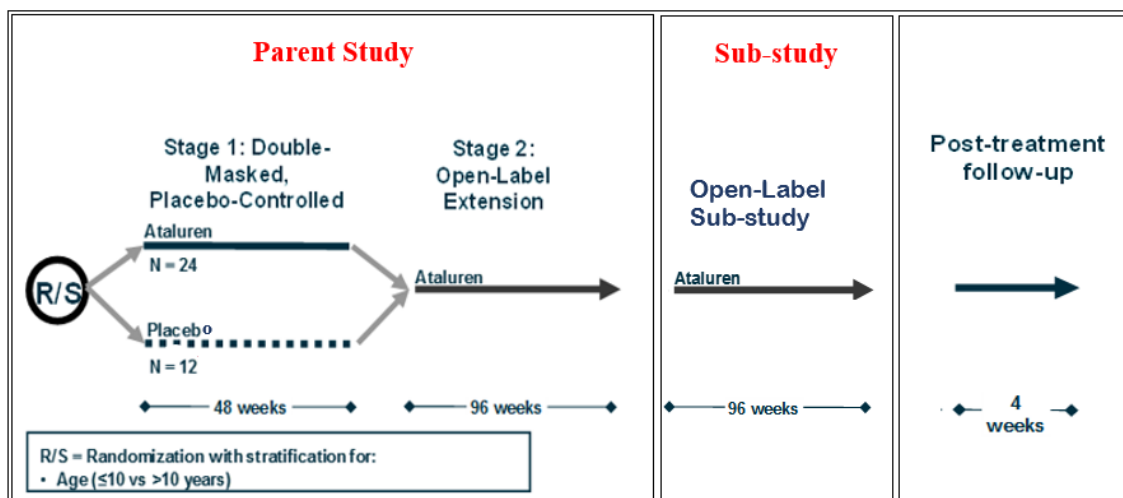 Parent Study
Stage 1: Double-
Masked,
Placebo-Controlled
Stage 2:
Open-Label
Extension
Ataluren
N = 24
R/S
Ataluren
Placebo
N = 12
48 weeks
96 weeks
R/S = Randomization with stratification for:
• Age (≤10 vs >10 years)
Sub-study
Open-Label
Sub-study
Ataluren
96 weeks
Post-treatment
follow-up
4
weeks